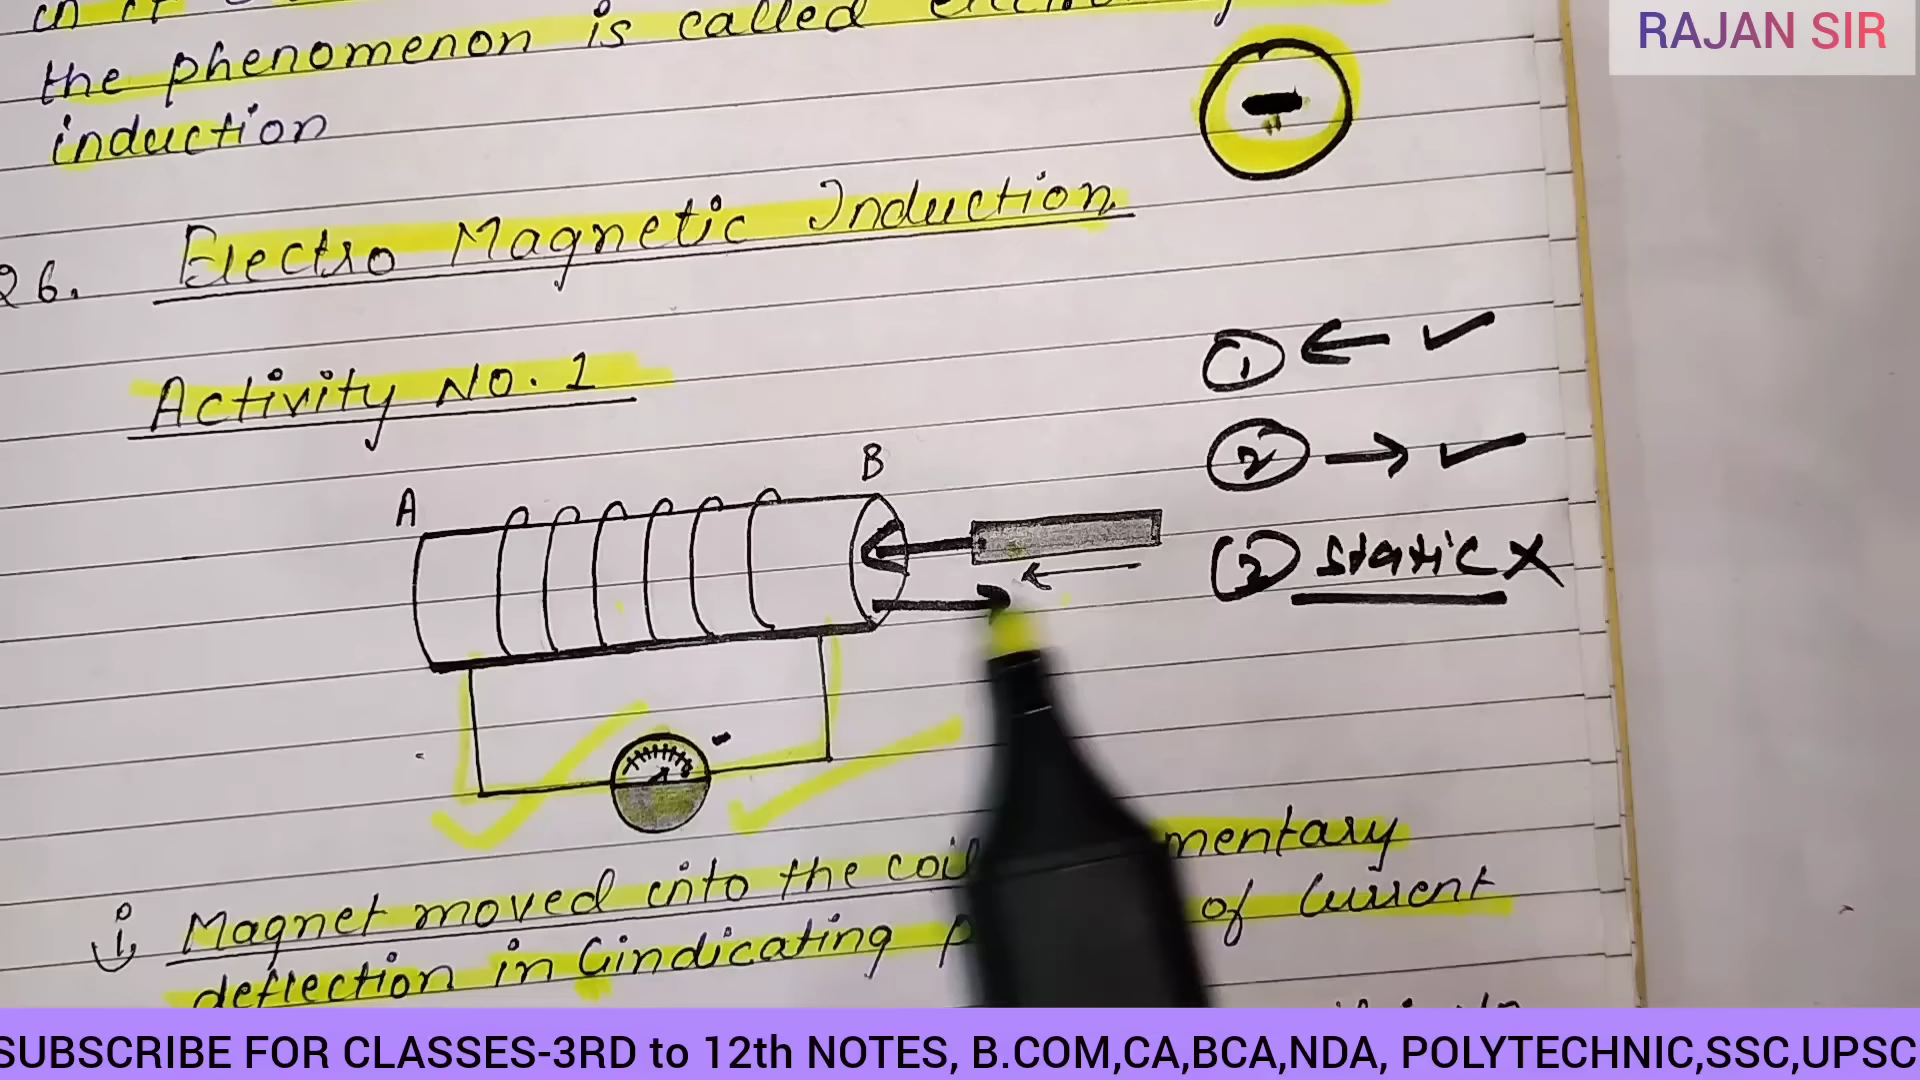 RAJAN SIR
the phenomenon is called
induction
26. Electro Magnetic Induction
Activity No. 1
A
B
1 ← ✓
2 → ✓
3 static X
i Magnet moved into the coil mentary
deflection in G indicating of Current
SUBSCRIBE FOR CLASSES-3RD to 12th NOTES, B.COM,CA,BCA,NDA, POLYTECHNIC,SSC,UPSC